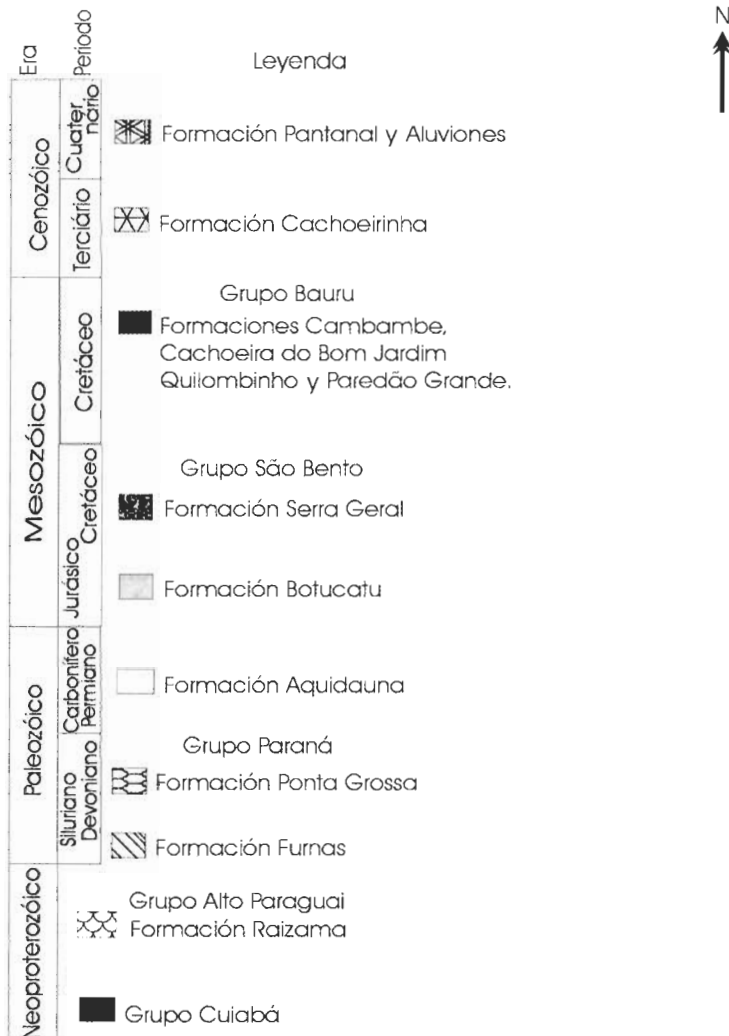 N
Era
Periodo
Leyenda
Cenozóico
Cuater
nário
Formación Pantanal y Aluviones
Terciário
Formación Cachoeirinha
Mesozóico
Cretáceo
Grupo Bauru
Formaciones Cambambe,
Cachoeira do Bom Jardim
Quilombinho y Paredão Grande.
Jurásico
Cretáceo
Grupo São Bento
Formación Serra Geral
Formación Botucatu
Paleozóico
Carbonífero
Permiano
Formación Aquidauna
Siluriano
Devoniano
Grupo Paraná
Formación Ponta Grossa
Formación Furnas
Neoproterozóico
Grupo Alto Paraguai
Formación Raizama
Grupo Cuiabá